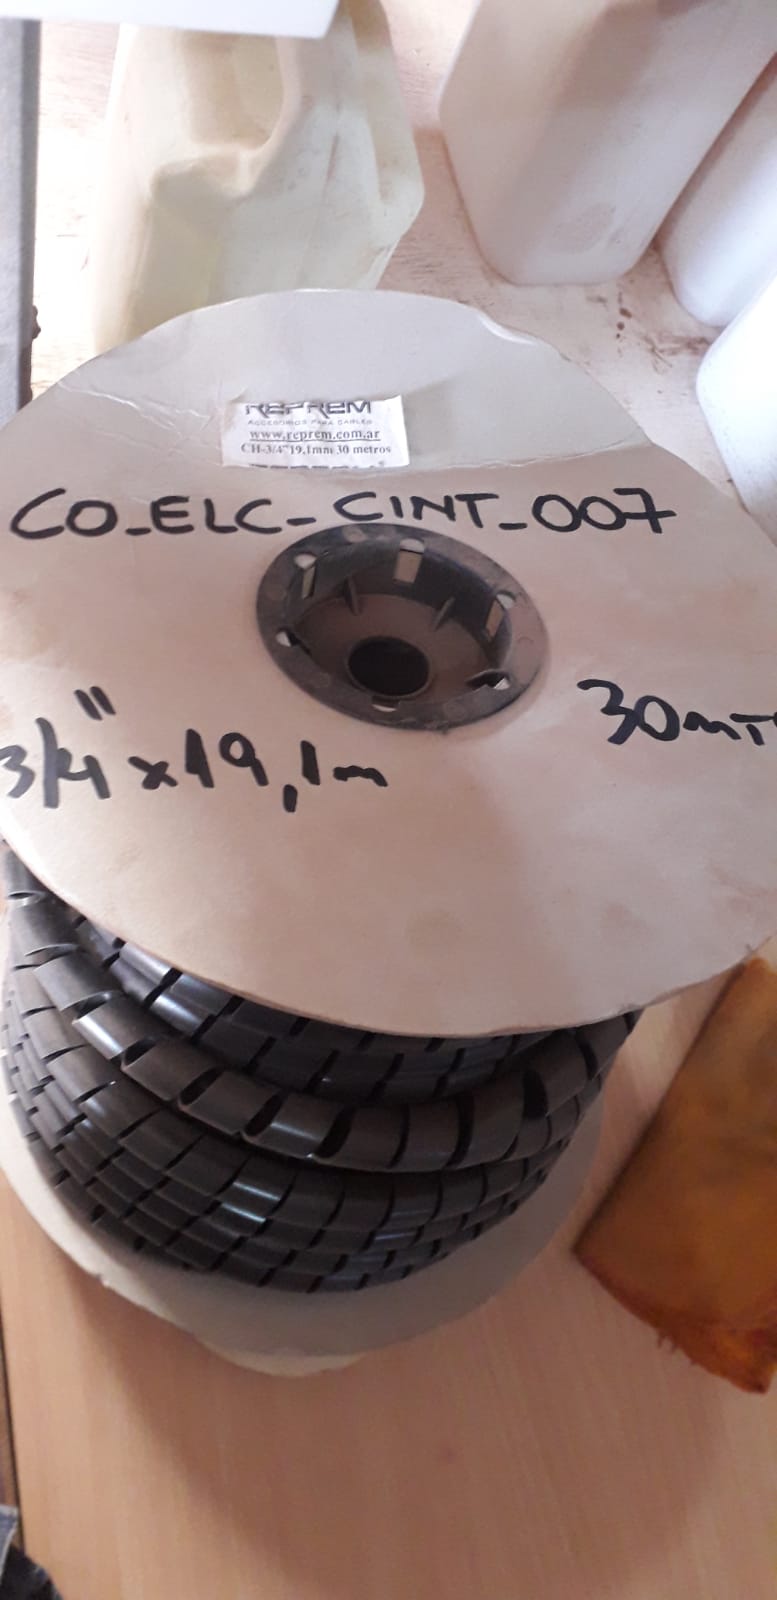 REPREM
ACCESORIOS PARA CABLES
www.reprem.com.ar
CH-3/4" 19,1mm 30 metros
CO_ELC_CINT_007
3/4" x 19,1m
30mT